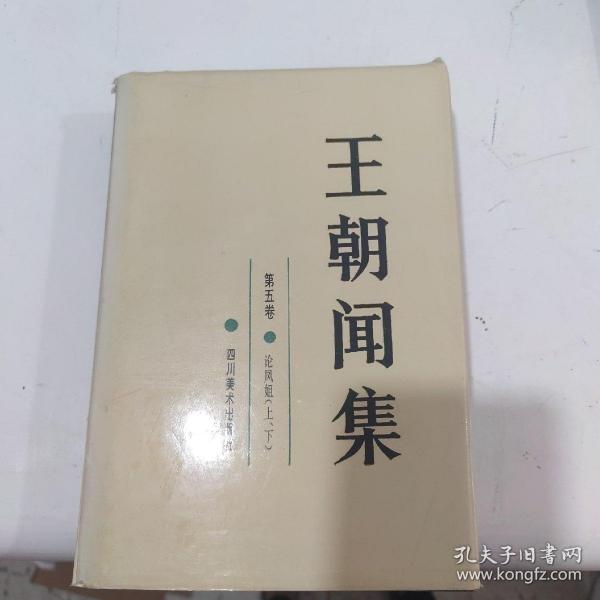 王朝闻集
第五卷
论凤姐(上、下)
四川美术出版社
孔夫子旧书网
www.kongfz.com